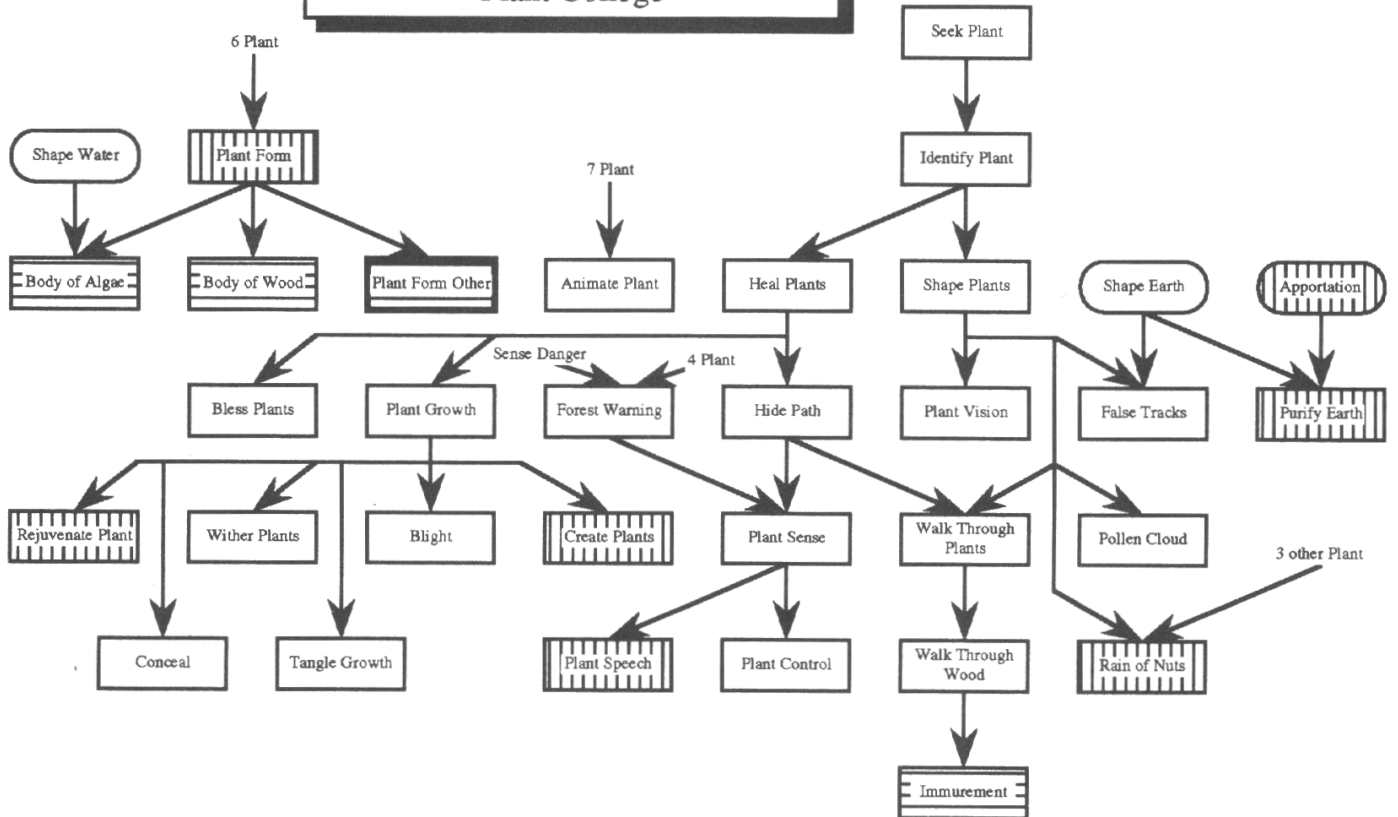 Plant College
Seek Plant
6 Plant
Shape Water
Plant Form
Identify Plant
7 Plant
Body of Algae
Body of Wood
Plant Form Other
Animate Plant
Heal Plants
Shape Plants
Shape Earth
Apportation
Sense Danger
4 Plant
Bless Plants
Plant Growth
Forest Warning
Hide Path
Plant Vision
False Tracks
Purify Earth
Rejuvenate Plant
Wither Plants
Blight
Create Plants
Plant Sense
Walk Through
Plants
Pollen Cloud
3 other Plant
Conceal
Tangle Growth
Plant Speech
Plant Control
Walk Through
Wood
Rain of Nuts
Immurement